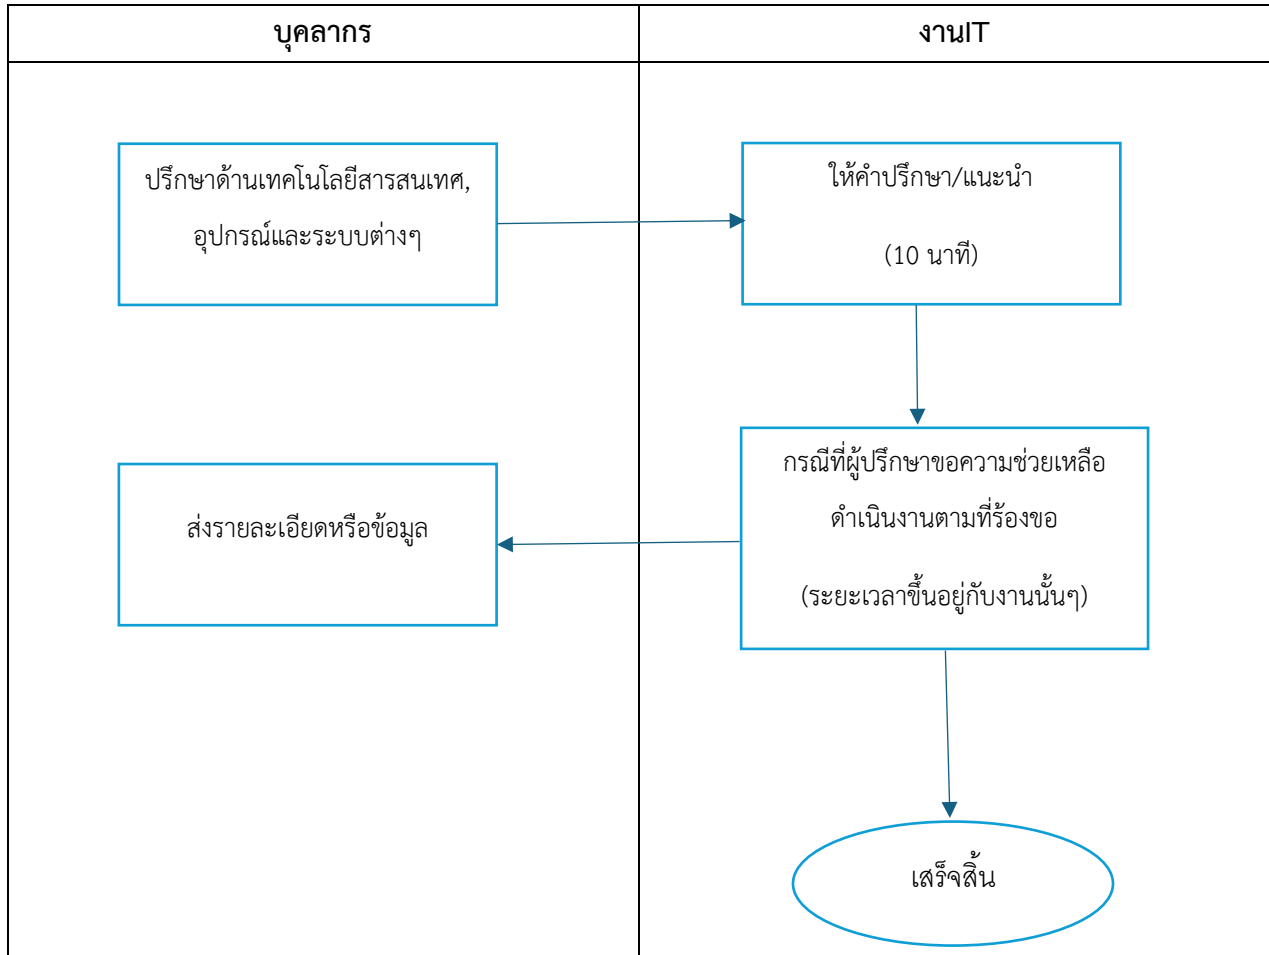 บุคลากร
งานIT
ปรึกษาด้านเทคโนโลยีสารสนเทศ,
อุปกรณ์และระบบต่างๆ
ให้คำปรึกษา/แนะนำ
(10 นาที)
ส่งรายละเอียดหรือข้อมูล
กรณีที่ผู้ปรึกษาขอความช่วยเหลือ
ดำเนินงานตามที่ร้องขอ
(ระยะเวลาขึ้นอยู่กับงานนั้นๆ)
เสร็จสิ้น